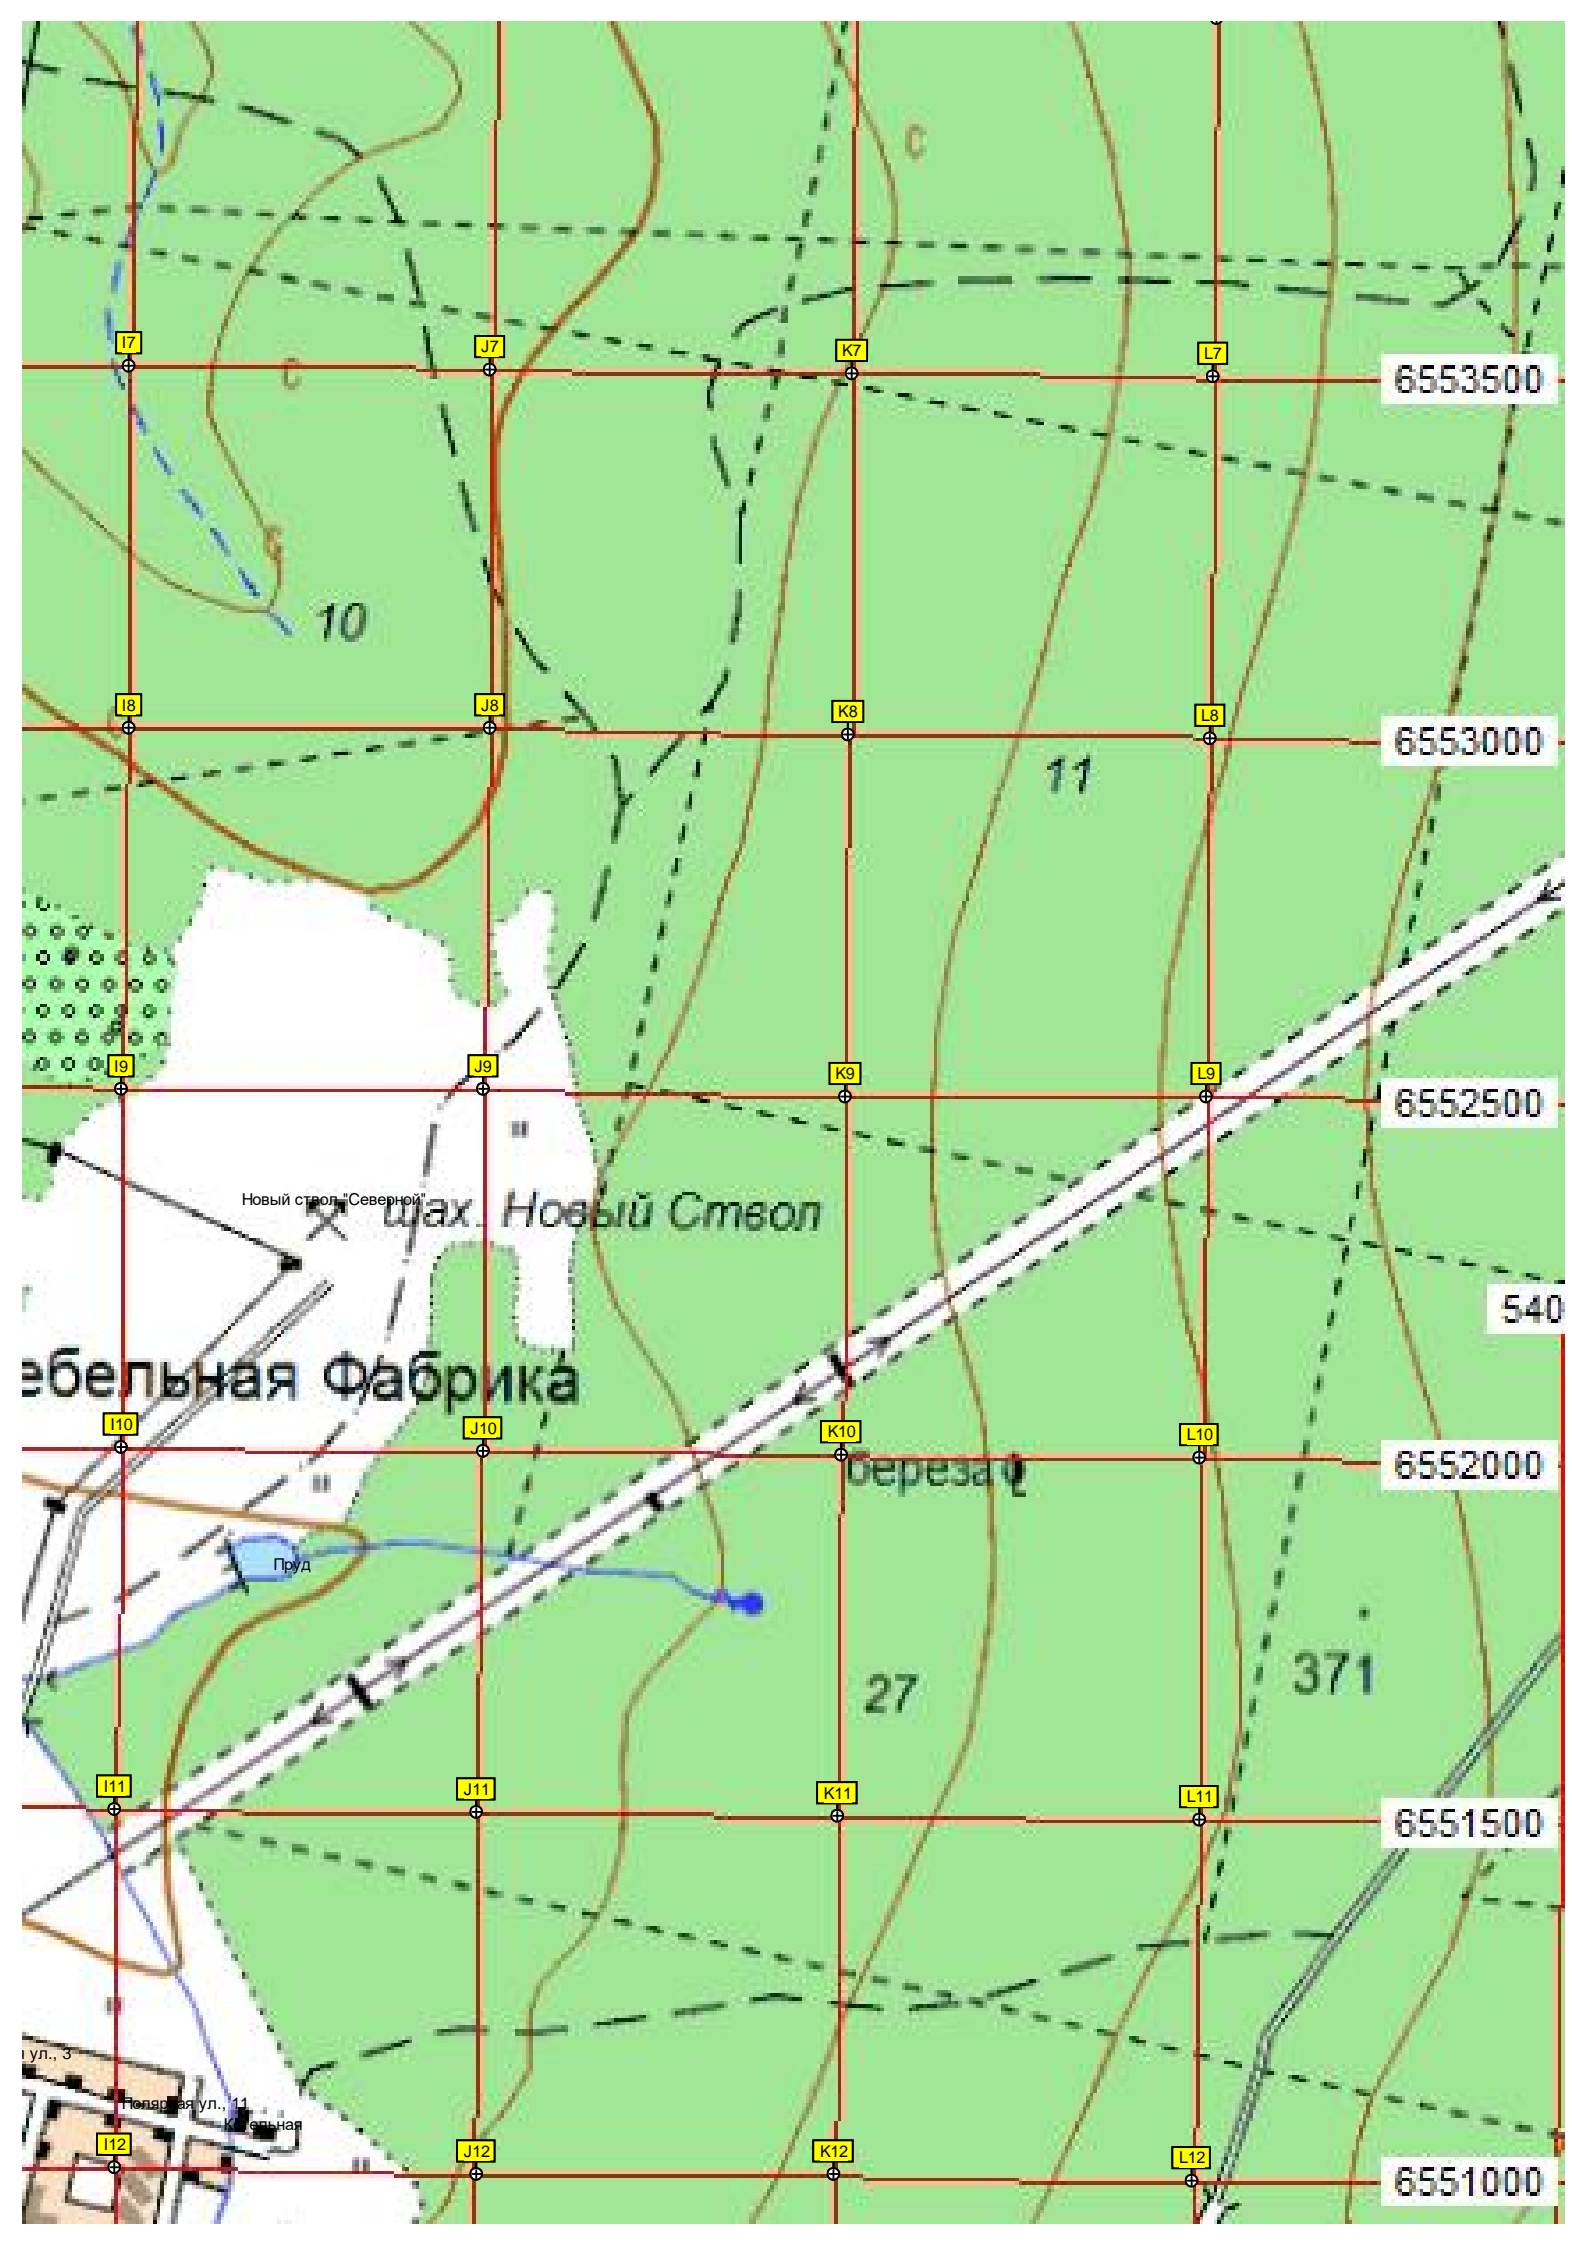 С
I7
J7
K7
L7
С
6553500
С
10
I8
J8
K8
L8
6553000
11
I9
J9
K9
L9
6552500
Новый ствол "Северной"
шах. Новый Ствол
540
ебельная Фабрика
I10
J10
K10
L10
береза
6552000
Пруд
371
27
I11
J11
K11
L11
6551500
ул., 3
Полярная ул., 11
Котельная
I12
J12
K12
L12
6551000